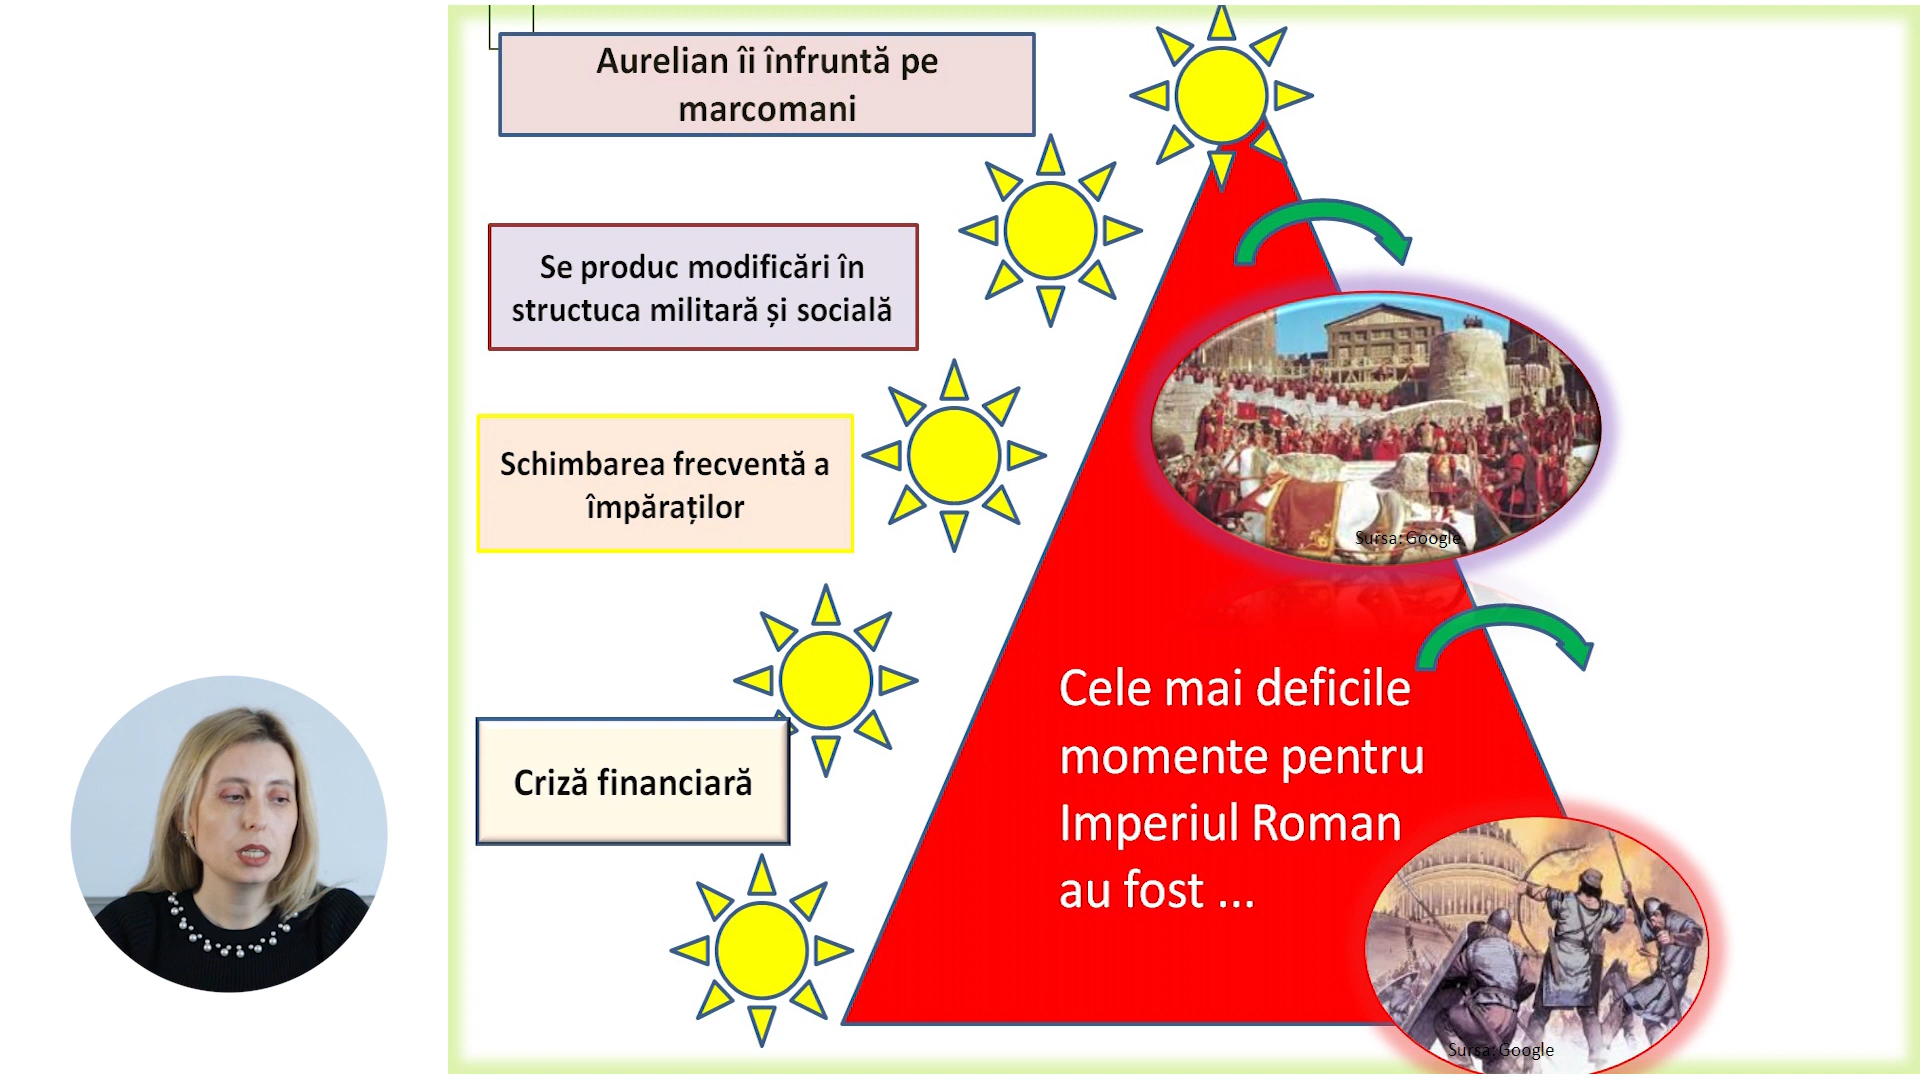 Aurelian îi înfruntă pe
marcomani
Se produc modificări în
structuca militară și socială
Schimbarea frecventă a
împăraților
Criză financiară
Sursa: Google
Cele mai deficile
momente pentru
Imperiul Roman
au fost ...
Sursa: Google